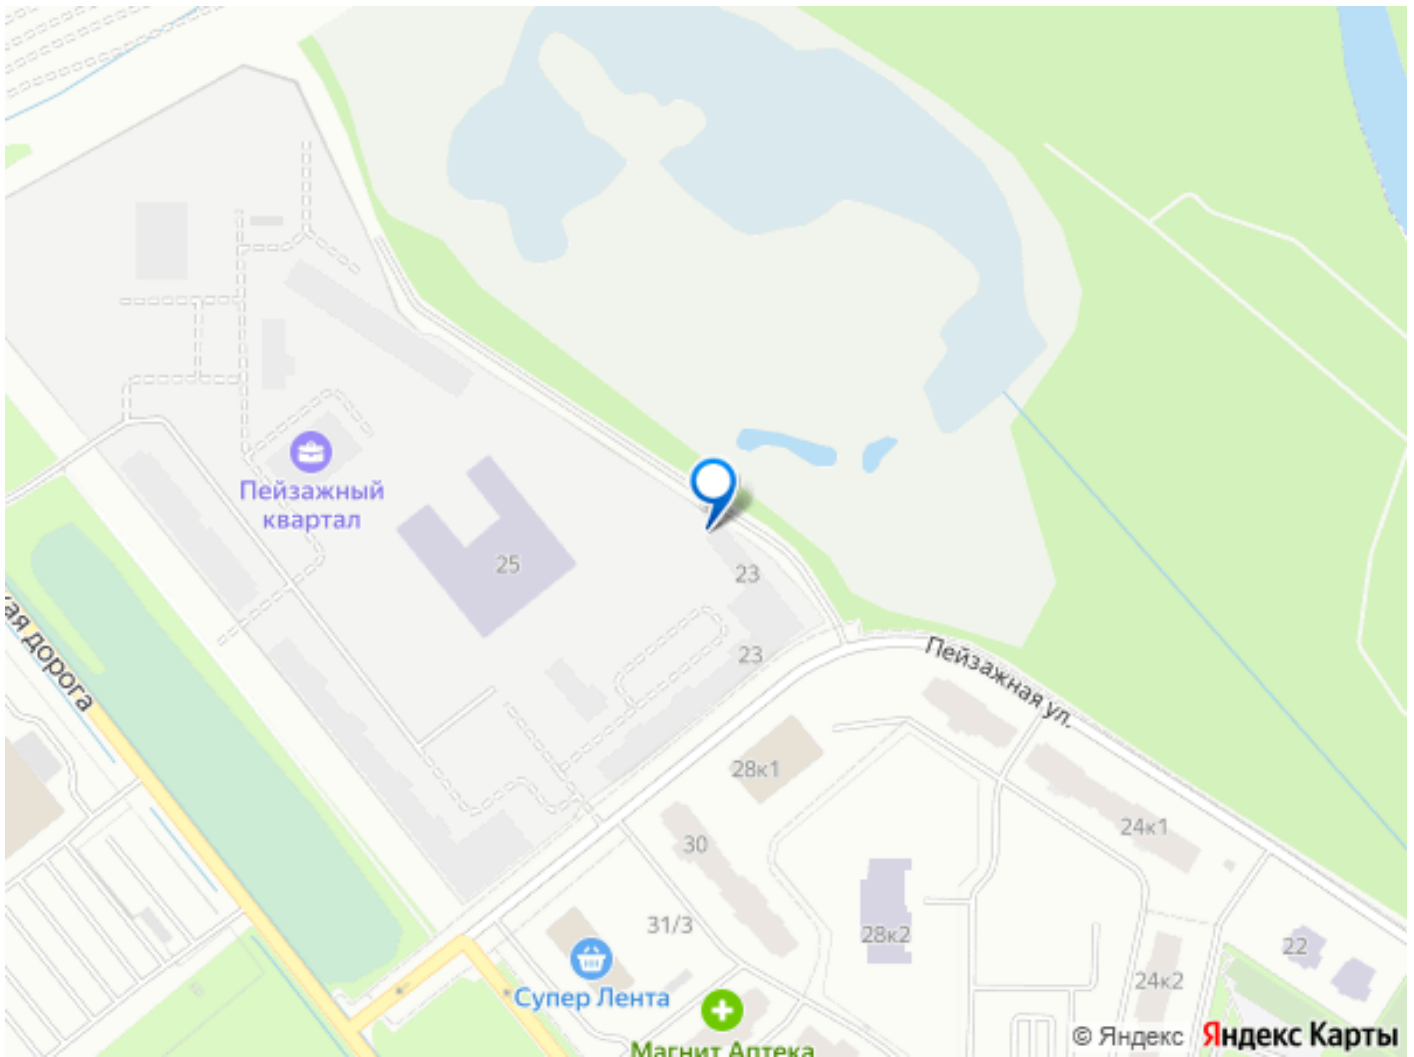 Пейзажный
квартал
25
23
23
кая дорога
Пейзажная ул.
28к1
24к1
30
31/3
28к2
22
24к2
Супер Лента
Магнит Аптека
© Яндекс Яндекс Карты